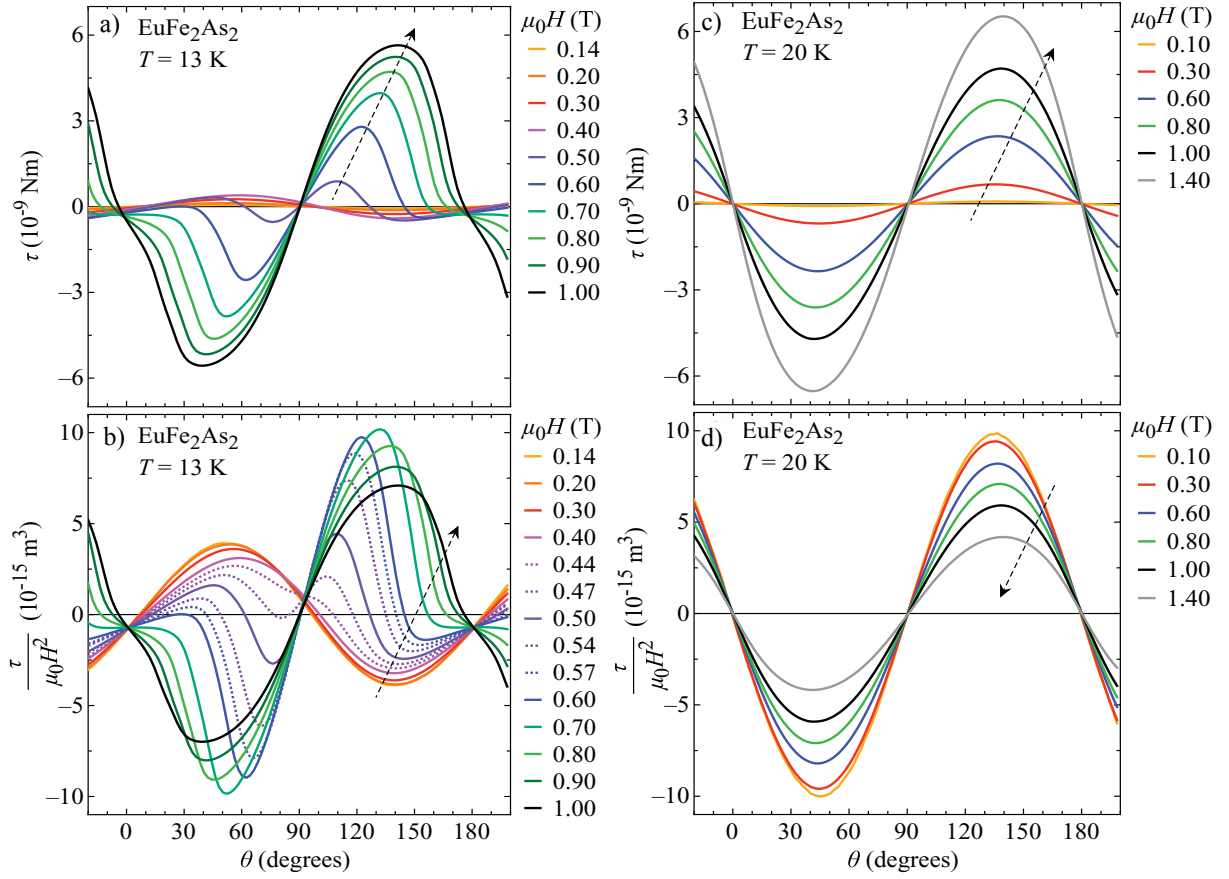 a)
EuFe2As2
T = 13 K
6
3
0
−3
−6
τ (10-9 Nm)
μ0H (T)
0.14
0.20
0.30
0.40
0.50
0.60
0.70
0.80
0.90
1.00
c)
EuFe2As2
T = 20 K
6
3
0
−3
−6
τ (10-9 Nm)
μ0H (T)
0.10
0.30
0.60
0.80
1.00
1.40
b)
EuFe2As2
T = 13 K
10
5
0
−5
−10
τ
μ0H2
(10-15 m3)
0
30
60
90
120
150
180
θ (degrees)
μ0H (T)
0.14
0.20
0.30
0.40
0.44
0.47
0.50
0.54
0.57
0.60
0.70
0.80
0.90
1.00
d)
EuFe2As2
T = 20 K
10
5
0
−5
−10
τ
μ0H2
(10-15 m3)
0
30
60
90
120
150
180
θ (degrees)
μ0H (T)
0.10
0.30
0.60
0.80
1.00
1.40